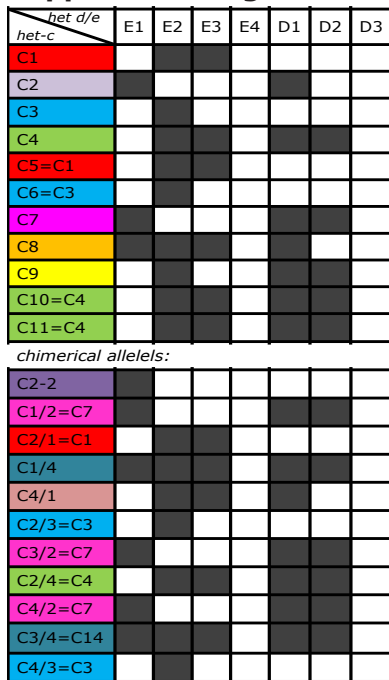 het d/e
het-c
E1 E2 E3 E4 D1 D2 D3
C1
C2
C3
C4
C5=C1
C6=C3
C7
C8
C9
C10=C4
C11=C4
chimerical allelels:
C2-2
C1/2=C7
C2/1=C1
C1/4
C4/1
C2/3=C3
C3/2=C7
C2/4=C4
C4/2=C7
C3/4=C14
C4/3=C3